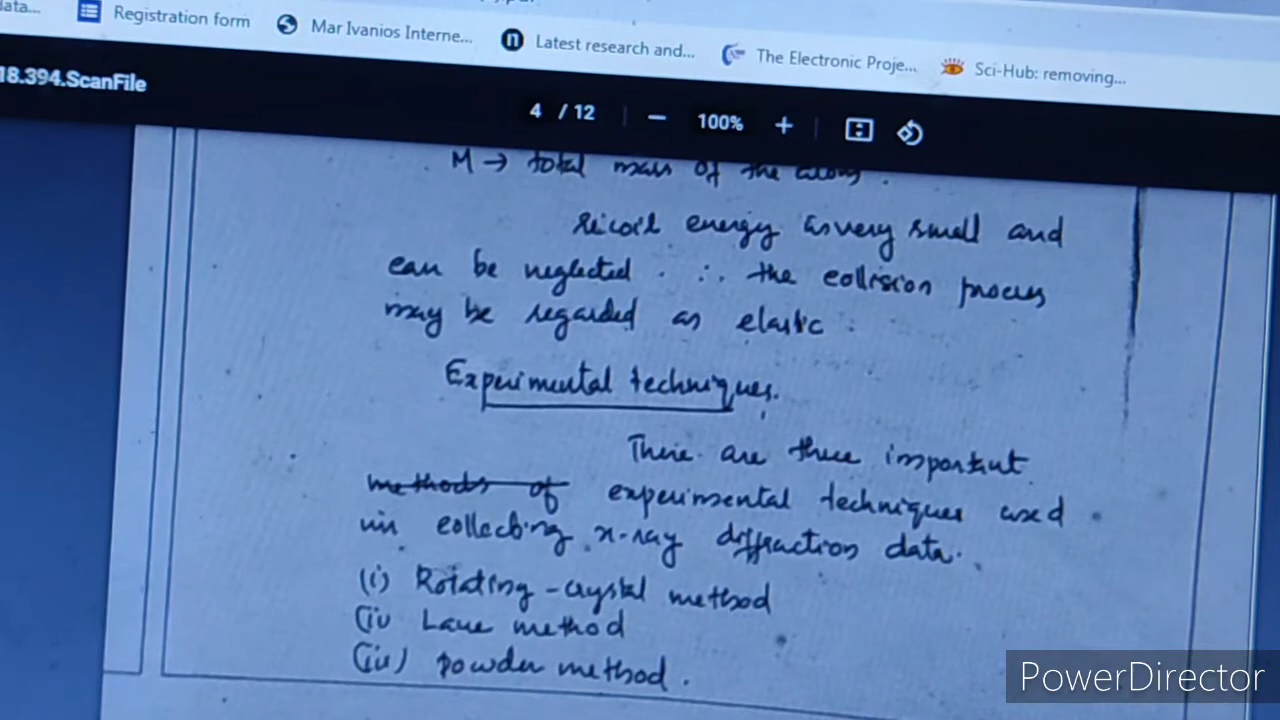 lata...
Registration form
Mar Ivanios Interne...
Latest research and...
The Electronic Proje...
Sci-Hub: removing...
18.394.ScanFile
4 / 12 − 100% +
M → total mass of the
Recoil energy is very small and
can be neglected. ∴ the collision process
may be regarded as elastic.
Experimental techniques.
There are three important
methods of experimental techniques used
in collecting x-ray diffraction data.
(i) Rotating-crystal method
(ii) Laue method
(iii) powder method.
PowerDirector